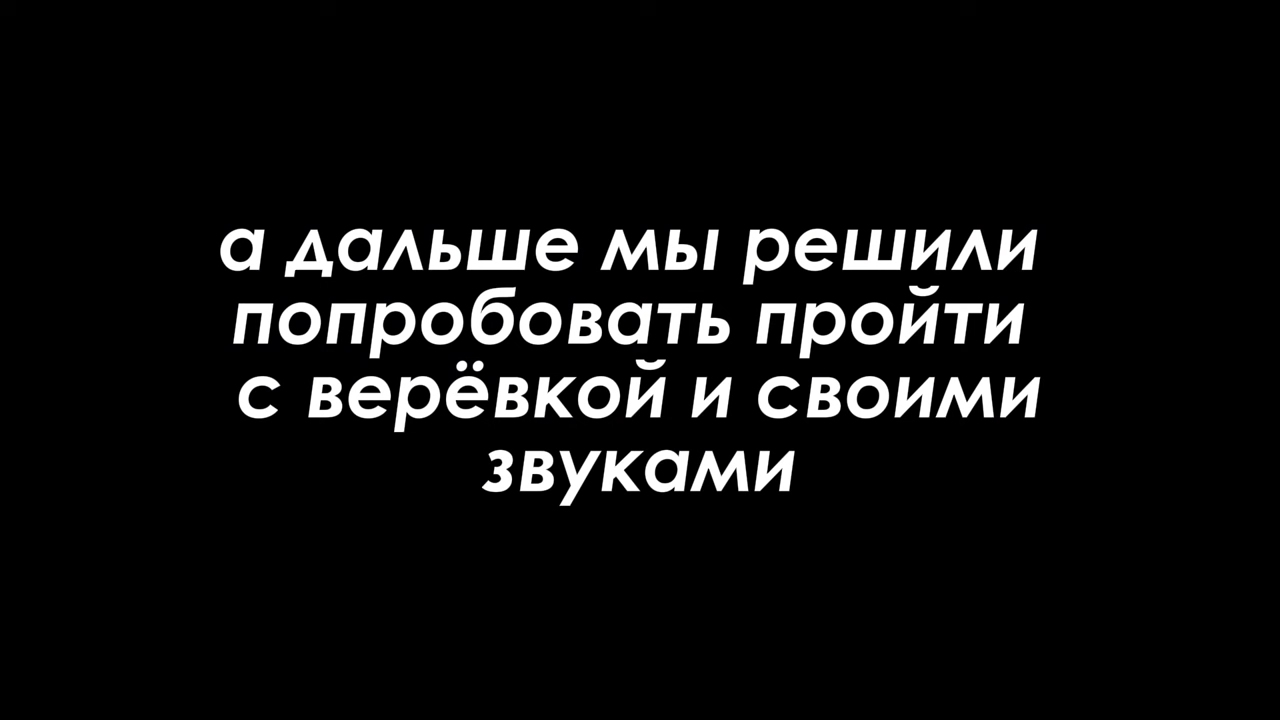 а дальше мы решили
попробовать пройти
с верёвкой и своими
звуками